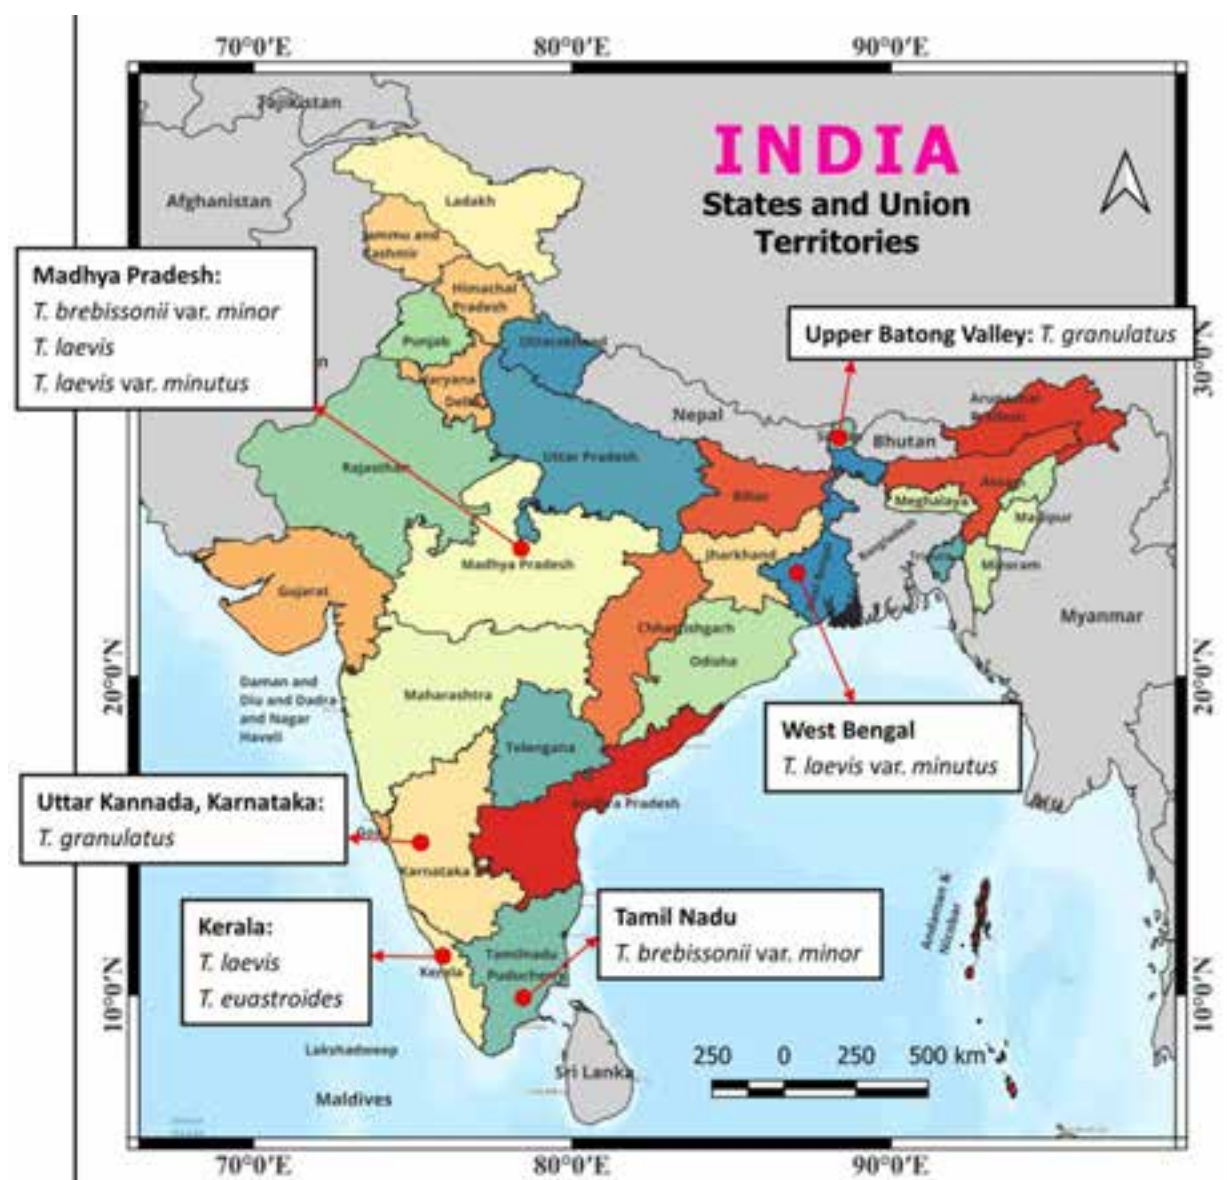 70°0′E 80°0′E 90°0′E
Tajikistan
INDIA
States and Union
Territories
Afghanistan
Ladakh
Jammu and
Kashmir
Madhya Pradesh:
T. brebissonii var. minor
T. laevis
T. laevis var. minutus
Himachal
Pradesh
Upper Batong Valley: T. granulatus
Punjab
Uttarakhand
30°0′N
Haryana
Delhi
Nepal
Arunachal
Pradesh
Bhutan
Rajasthan
Uttar Pradesh
Bihar
Assam
Meghalaya
Manipur
Madhya Pradesh
Jharkhand
Bangladesh
Tripura
Mizoram
Gujarat
Myanmar
Chhattishgarh
Odisha
20°0′N
20°0′N
Daman and
Diu and Dadra
and Nagar
Haveli
Maharashtra
Telengana
West Bengal
T. laevis var. minutus
Uttar Kannada, Karnataka:
T. granulatus
Andhra Pradesh
Goa
Karnataka
Andaman &
Nicobar
Kerala:
T. laevis
T. euastroides
Tamil Nadu
T. brebissonii var. minor
Tamilnadu
Puducherry
Kerala
10°0′N
10°0′N
Lakshadweep
Maldives
Sri Lanka
250 0 250 500 km
70°0′E 80°0′E 90°0′E